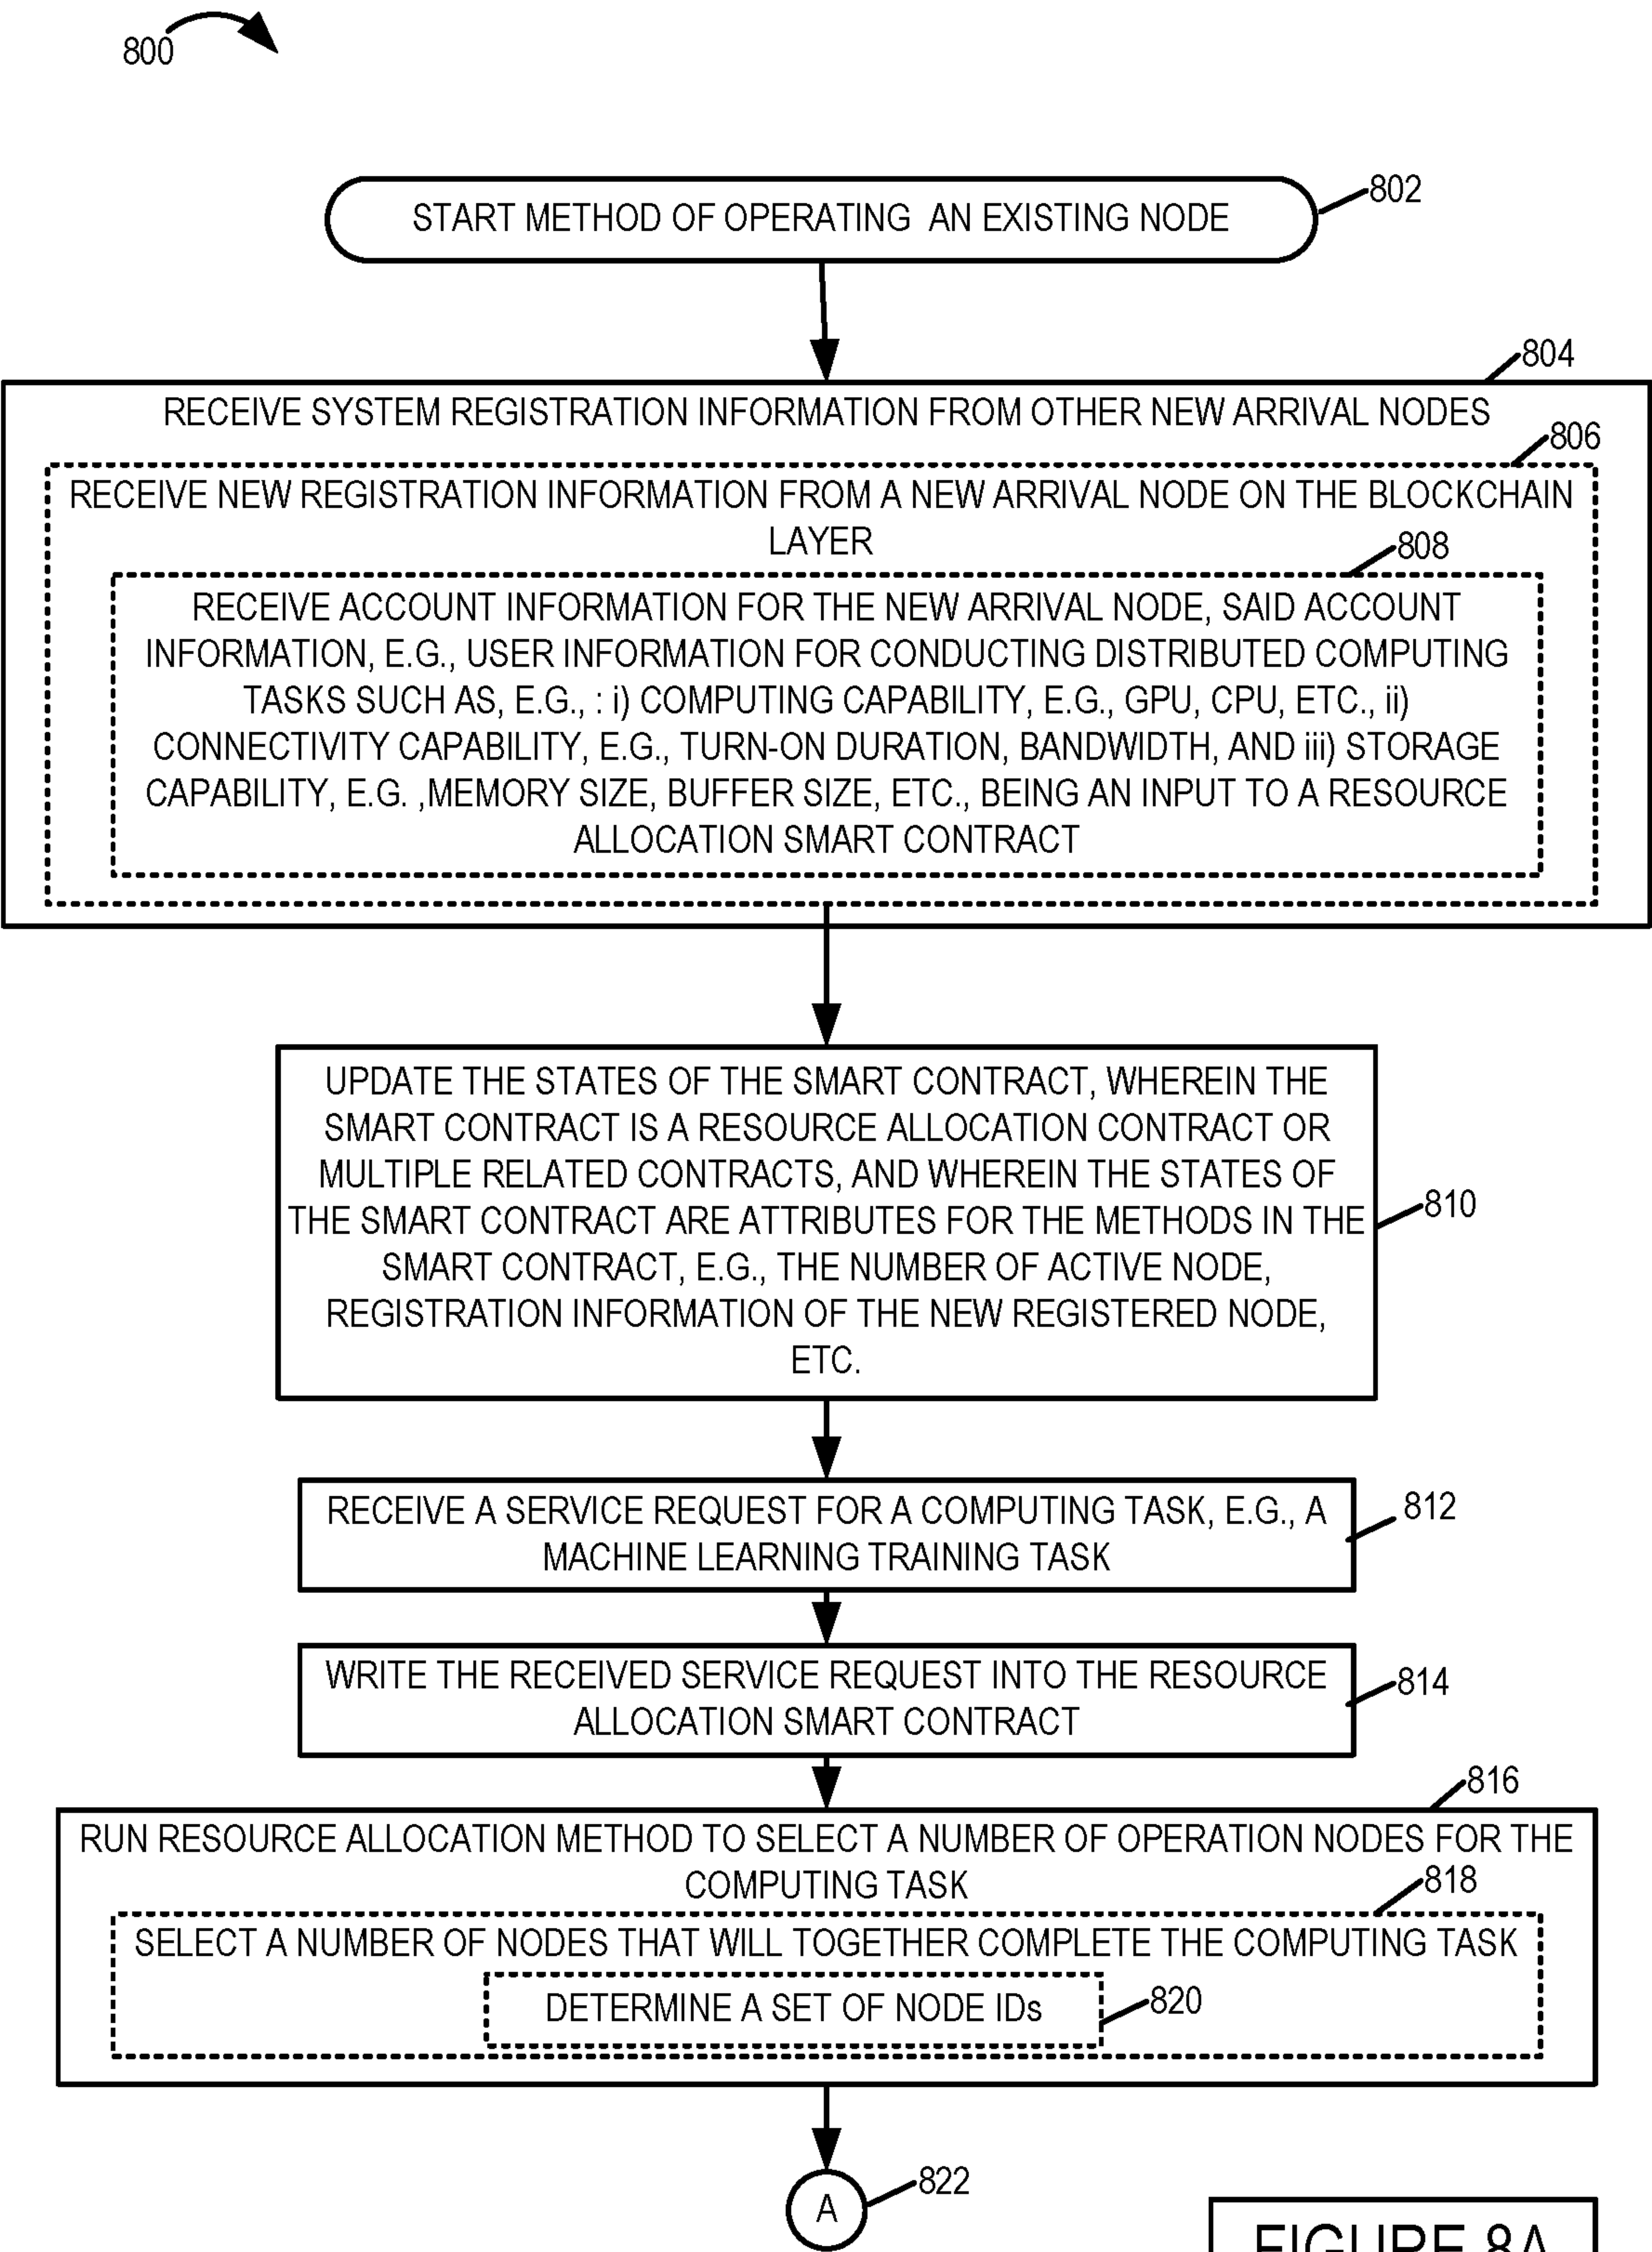 800
START METHOD OF OPERATING AN EXISTING NODE
802
804
RECEIVE SYSTEM REGISTRATION INFORMATION FROM OTHER NEW ARRIVAL NODES
806
RECEIVE NEW REGISTRATION INFORMATION FROM A NEW ARRIVAL NODE ON THE BLOCKCHAIN
LAYER
808
RECEIVE ACCOUNT INFORMATION FOR THE NEW ARRIVAL NODE, SAID ACCOUNT
INFORMATION, E.G., USER INFORMATION FOR CONDUCTING DISTRIBUTED COMPUTING
TASKS SUCH AS, E.G., : i) COMPUTING CAPABILITY, E.G., GPU, CPU, ETC., ii)
CONNECTIVITY CAPABILITY, E.G., TURN-ON DURATION, BANDWIDTH, AND iii) STORAGE
CAPABILITY, E.G. ,MEMORY SIZE, BUFFER SIZE, ETC., BEING AN INPUT TO A RESOURCE
ALLOCATION SMART CONTRACT
UPDATE THE STATES OF THE SMART CONTRACT, WHEREIN THE
SMART CONTRACT IS A RESOURCE ALLOCATION CONTRACT OR
MULTIPLE RELATED CONTRACTS, AND WHEREIN THE STATES OF
THE SMART CONTRACT ARE ATTRIBUTES FOR THE METHODS IN THE
SMART CONTRACT, E.G., THE NUMBER OF ACTIVE NODE,
REGISTRATION INFORMATION OF THE NEW REGISTERED NODE,
ETC.
810
RECEIVE A SERVICE REQUEST FOR A COMPUTING TASK, E.G., A
MACHINE LEARNING TRAINING TASK
812
WRITE THE RECEIVED SERVICE REQUEST INTO THE RESOURCE
ALLOCATION SMART CONTRACT
814
816
RUN RESOURCE ALLOCATION METHOD TO SELECT A NUMBER OF OPERATION NODES FOR THE
COMPUTING TASK
818
SELECT A NUMBER OF NODES THAT WILL TOGETHER COMPLETE THE COMPUTING TASK
DETERMINE A SET OF NODE IDs
820
A
822
FIGURE 8A